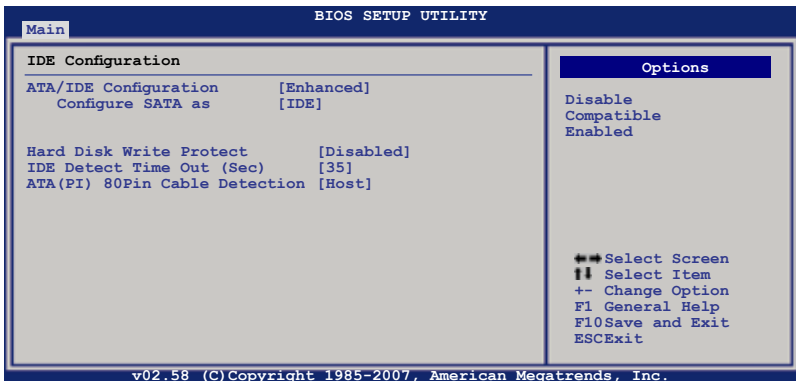 BIOS SETUP UTILITY
Main
IDE Configuration
ATA/IDE Configuration [Enhanced]
Configure SATA as [IDE]
Hard Disk Write Protect [Disabled]
IDE Detect Time Out (Sec) [35]
ATA(PI) 80Pin Cable Detection [Host]
Options
Disable
Compatible
Enabled
Select Screen
Select Item
+- Change Option
F1 General Help
F10Save and Exit
ESCExit
v02.58 (C)Copyright 1985-2007, American Megatrends, Inc.